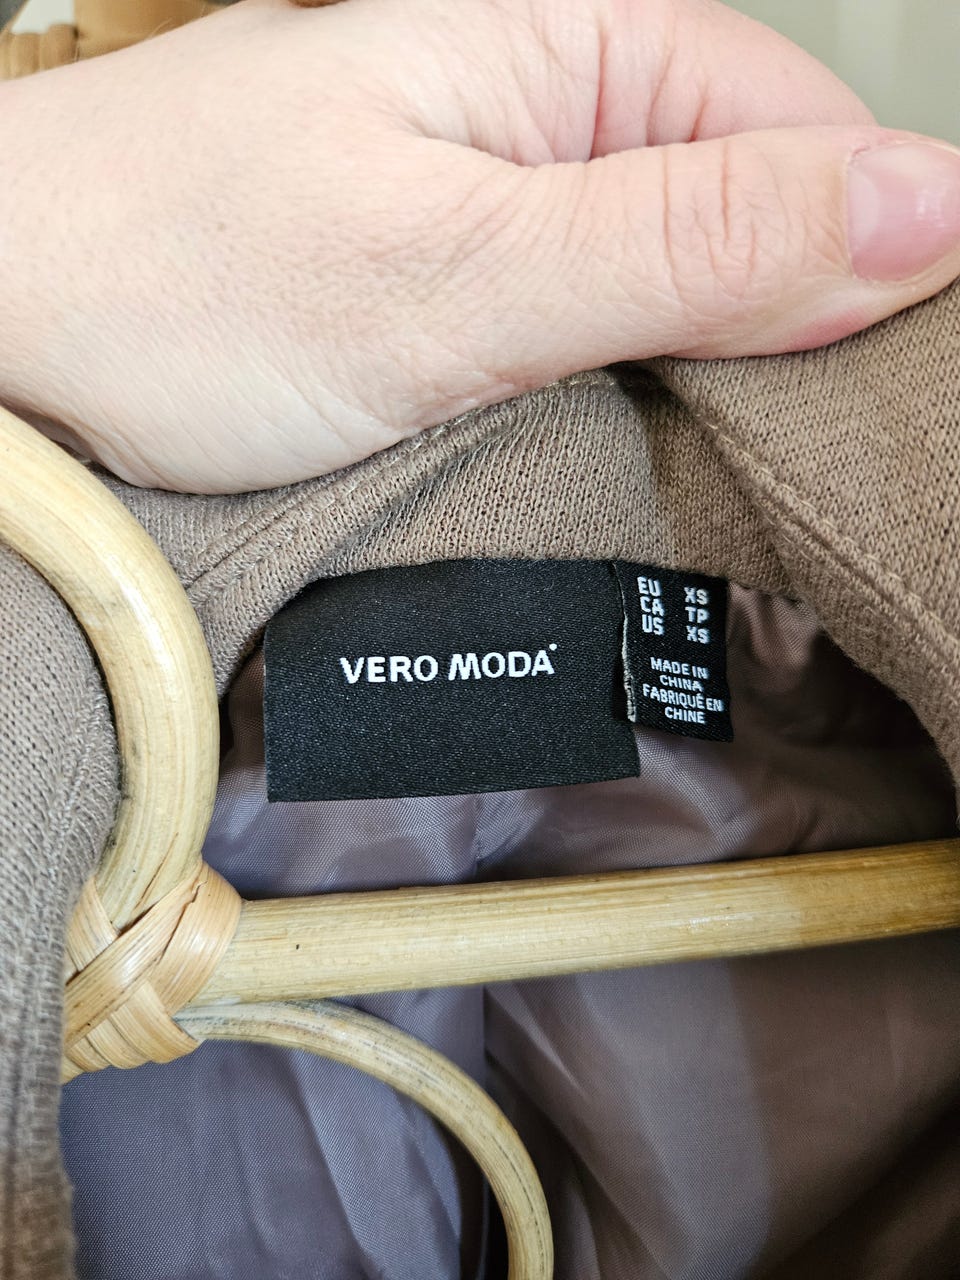 VERO MODA
EU XS
CA TP
US XS
MADE IN
CHINA
FABRIQUÉ EN
CHINE